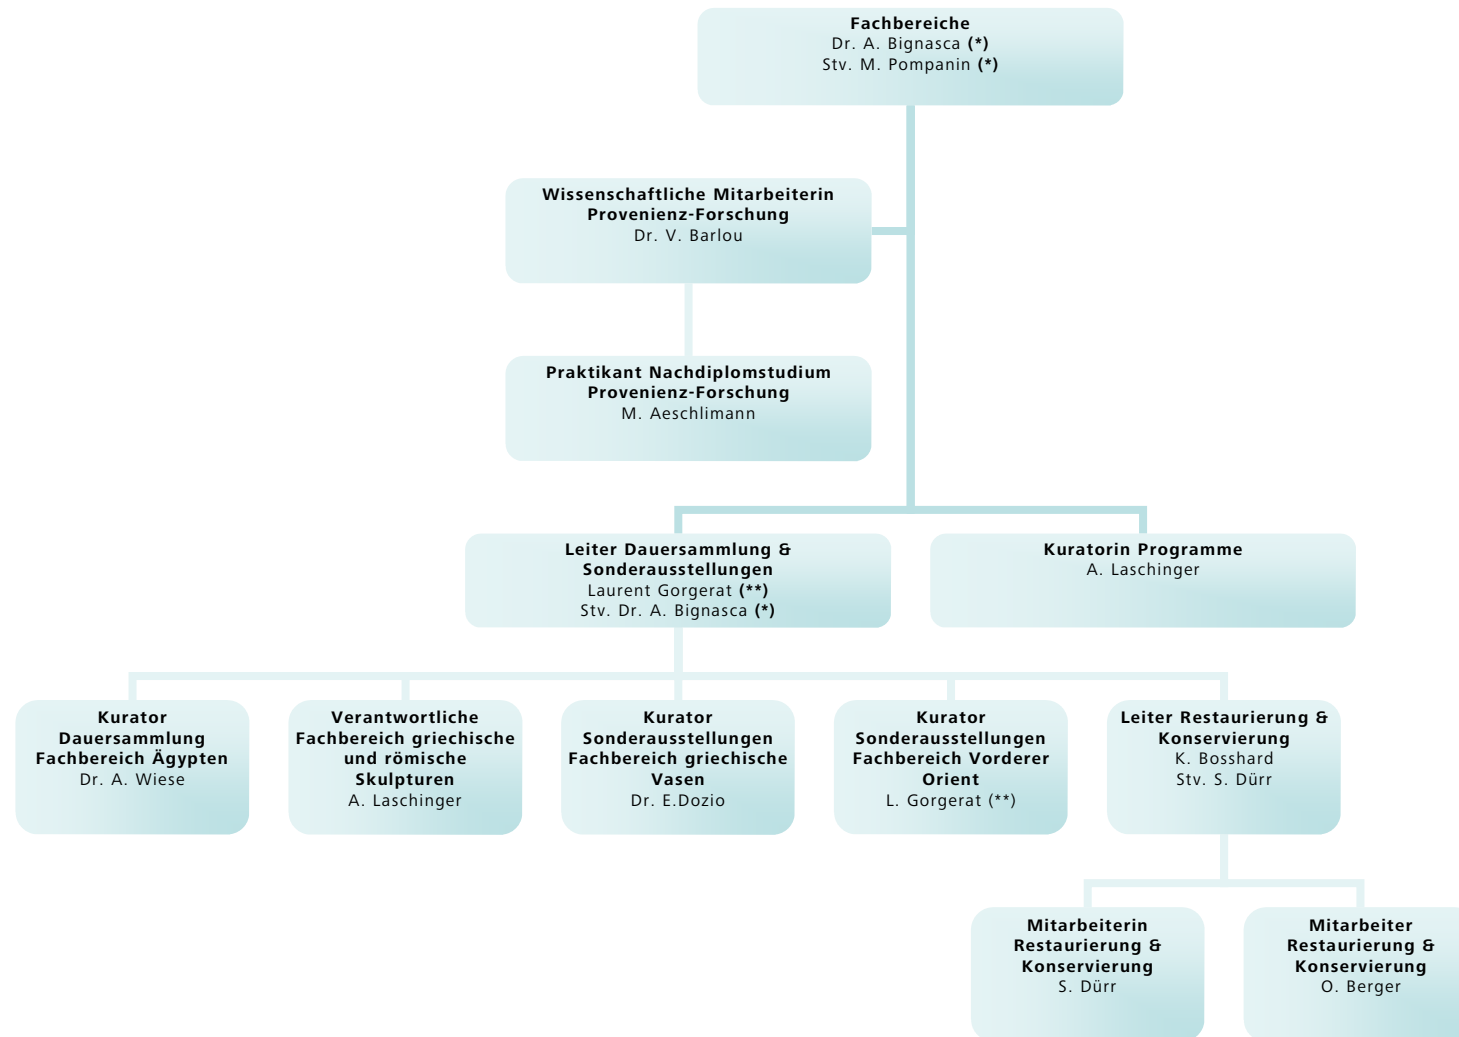 Fachbereiche
Dr. A. Bignasca (*)
Stv. M. Pompanin (*)
Wissenschaftliche Mitarbeiterin
Provenienz-Forschung
Dr. V. Barlou
Praktikant Nachdiplomstudium
Provenienz-Forschung
M. Aeschlimann
Leiter Dauersammlung &
Sonderausstellungen
Laurent Gorgerat (**)
Stv. Dr. A. Bignasca (*)
Kuratorin Programme
A. Laschinger
Kurator
Dauersammlung
Fachbereich Ägypten
Dr. A. Wiese
Verantwortliche
Fachbereich griechische
und römische
Skulpturen
A. Laschinger
Kurator
Sonderausstellungen
Fachbereich griechische
Vasen
Dr. E.Dozio
Kurator
Sonderausstellungen
Fachbereich Vorderer
Orient
L. Gorgerat (**)
Leiter Restaurierung &
Konservierung
K. Bosshard
Stv. S. Dürr
Mitarbeiterin
Restaurierung &
Konservierung
S. Dürr
Mitarbeiter
Restaurierung &
Konservierung
O. Berger